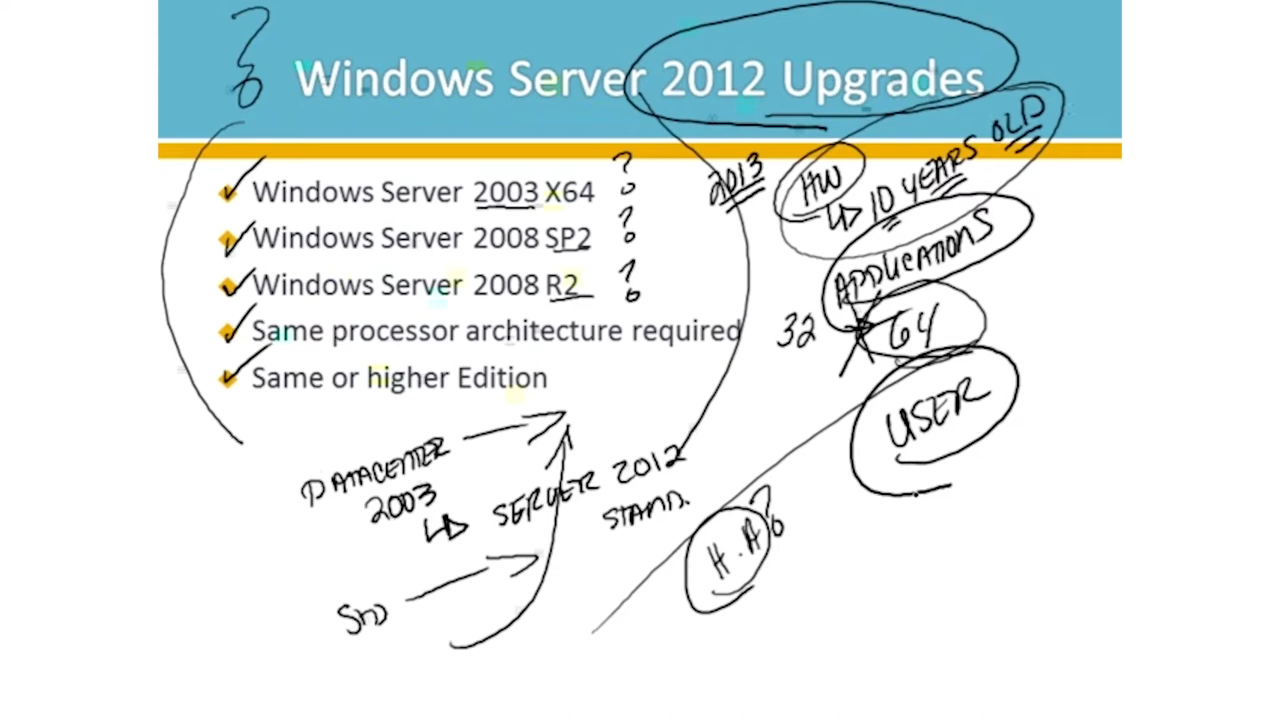 ?
Windows Server 2012 Upgrades
Windows Server 2003 X64 ?
Windows Server 2008 SP2 ?
Windows Server 2008 R2 ?
Same processor architecture required
Same or higher Edition
2013
HW
10 YEARS OLD
APPLICATIONS
32 64
USER
DATACENTER
2003
SERVER 2012
STAND.
H.A ?
STD